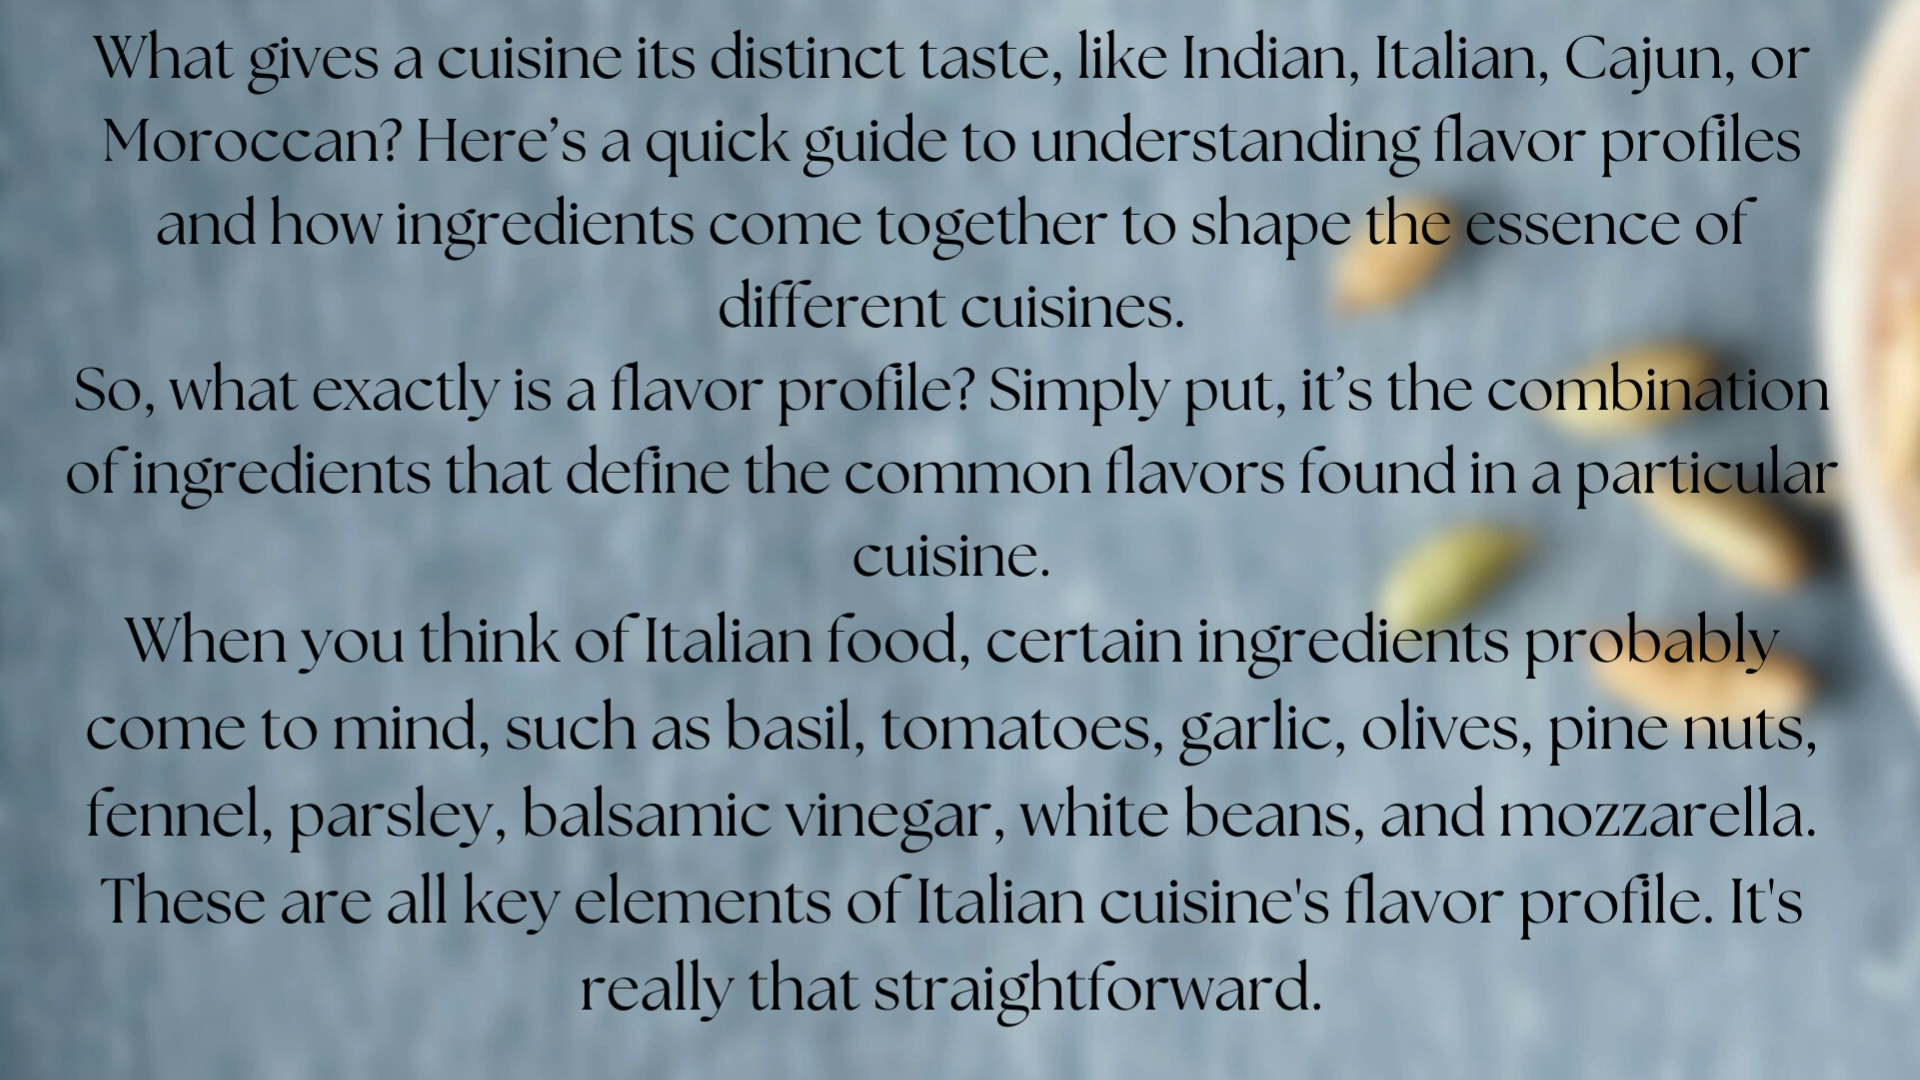 What gives a cuisine its distinct taste, like Indian, Italian, Cajun, or
Moroccan? Here’s a quick guide to understanding flavor profiles
and how ingredients come together to shape the essence of
different cuisines.
So, what exactly is a flavor profile? Simply put, it’s the combination
of ingredients that define the common flavors found in a particular
cuisine.
When you think of Italian food, certain ingredients probably
come to mind, such as basil, tomatoes, garlic, olives, pine nuts,
fennel, parsley, balsamic vinegar, white beans, and mozzarella.
These are all key elements of Italian cuisine's flavor profile. It's
really that straightforward.